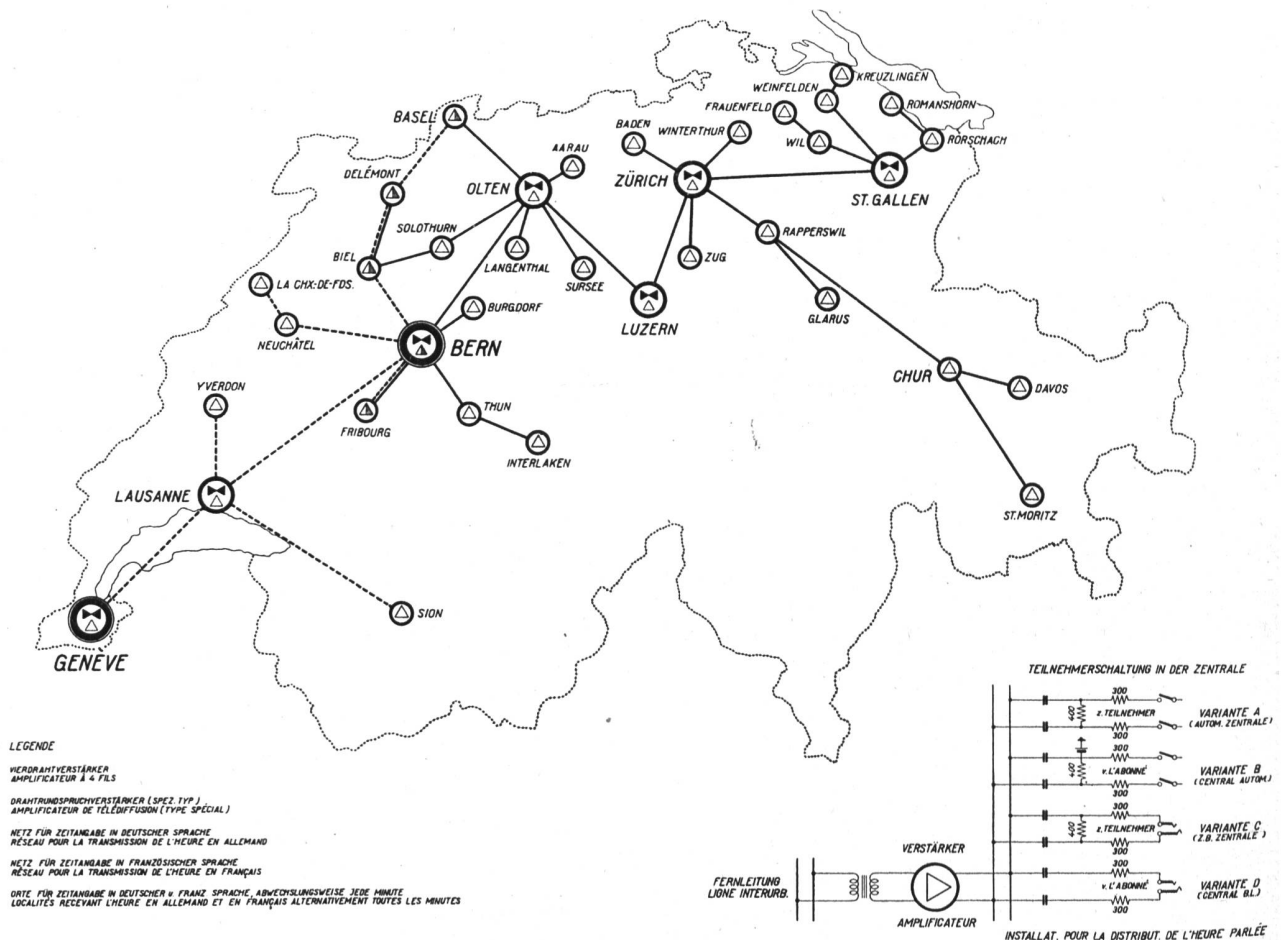 KREUZLINGEN
WEINFELDEN
FRAUENFELD
ROMANSHORN
BASEL
BADEN
WINTERTHUR
WIL
RORSCHACH
AARAU
DELÉMONT
OLTEN
ZÜRICH
ST. GALLEN
SOLOTHURN
RAPPERSWIL
BIEL
LANGENTHAL
ZUG
SURSEE
LA CHX-DE-FDS.
BURGDORF
LUZERN
GLARUS
NEUCHÂTEL
BERN
CHUR
YVERDON
DAVOS
THUN
FRIBOURG
INTERLAKEN
LAUSANNE
ST. MORITZ
SION
GENÈVE
LEGENDE
VIERDRAHTVERSTÄRKER
AMPLIFICATEUR À 4 FILS
DRAHTRUNDSPRUCHVERSTÄRKER (SPEZ. TYP)
AMPLIFICATEUR DE TÉLÉDIFFUSION (TYPE SPÉCIAL)
NETZ FÜR ZEITANGABE IN DEUTSCHER SPRACHE
RÉSEAU POUR LA TRANSMISSION DE L'HEURE EN ALLEMAND
NETZ FÜR ZEITANGABE IN FRANZÖSISCHER SPRACHE
RÉSEAU POUR LA TRANSMISSION DE L'HEURE EN FRANÇAIS
ORTE FÜR ZEITANGABE IN DEUTSCHER u. FRANZ. SPRACHE, ABWECHSLUNGSWEISE JEDE MINUTE
LOCALITÉS RECEVANT L'HEURE EN ALLEMAND ET EN FRANÇAIS ALTERNATIVEMENT TOUTES LES MINUTES
TEILNEHMERSCHALTUNG IN DER ZENTRALE
300
400
z. TEILNEHMER
300
VARIANTE A
(AUTOM. ZENTRALE)
300
400
v. L'ABONNÉ
300
VARIANTE B
(CENTRAL AUTOM.)
300
400
z. TEILNEHMER
300
VARIANTE C
(Z.B. ZENTRALE)
300
v. L'ABONNÉ
300
VARIANTE D
(CENTRAL B.L.)
VERSTÄRKER
FERNLEITUNG
LIGNE INTERURB.
AMPLIFICATEUR
INSTALLAT. POUR LA DISTRIBUT. DE L'HEURE PARLÉE